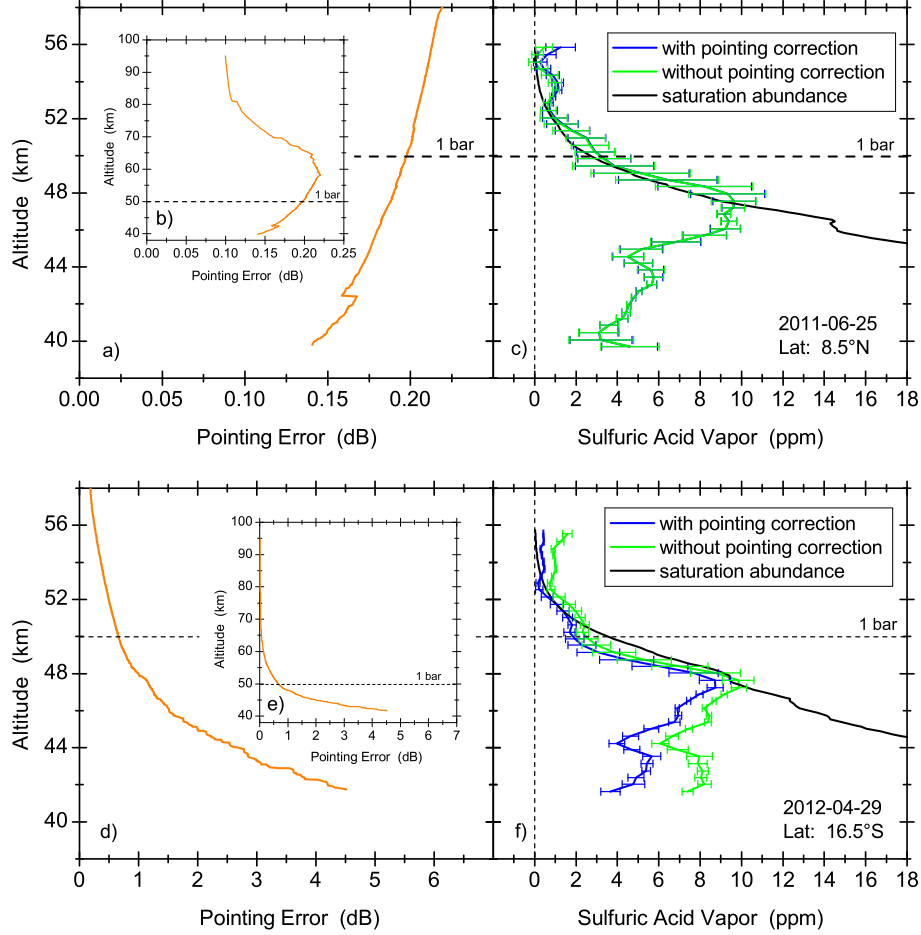 56
52
48
44
40
Altitude (km)
0.00
0.05
0.10
0.15
0.20
Pointing Error (dB)
a)
1 bar
100
90
80
70
60
50
40
Altitude (km)
0.00
0.05
0.10
0.15
0.20
0.25
Pointing Error (dB)
b)
1 bar
with pointing correction
without pointing correction
saturation abundance
1 bar
c)
2011-06-25
Lat: 8.5°N
0
2
4
6
8
10
12
14
16
18
Sulfuric Acid Vapor (ppm)
56
52
48
44
40
Altitude (km)
0
1
2
3
4
5
6
Pointing Error (dB)
d)
100
90
80
70
60
50
40
Altitude (km)
0
1
2
3
4
5
6
7
Pointing Error (dB)
e)
1 bar
with pointing correction
without pointing correction
saturation abundance
1 bar
f)
2012-04-29
Lat: 16.5°S
0
2
4
6
8
10
12
14
16
18
Sulfuric Acid Vapor (ppm)